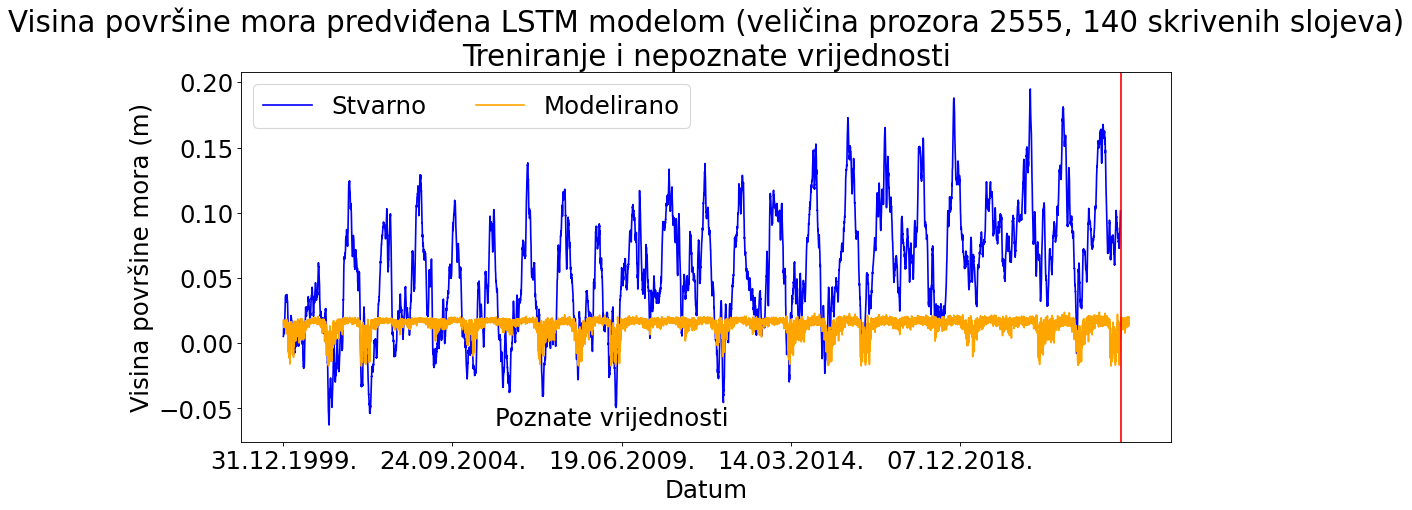 Visina površine mora predviđena LSTM modelom (veličina prozora 2555, 140 skrivenih slojeva)
Treniranje i nepoznate vrijednosti
Stvarno Modelirano
Visina površine mora (m)
0.20
0.15
0.10
0.05
0.00
−0.05
Poznate vrijednosti
31.12.1999. 24.09.2004. 19.06.2009. 14.03.2014. 07.12.2018.
Datum